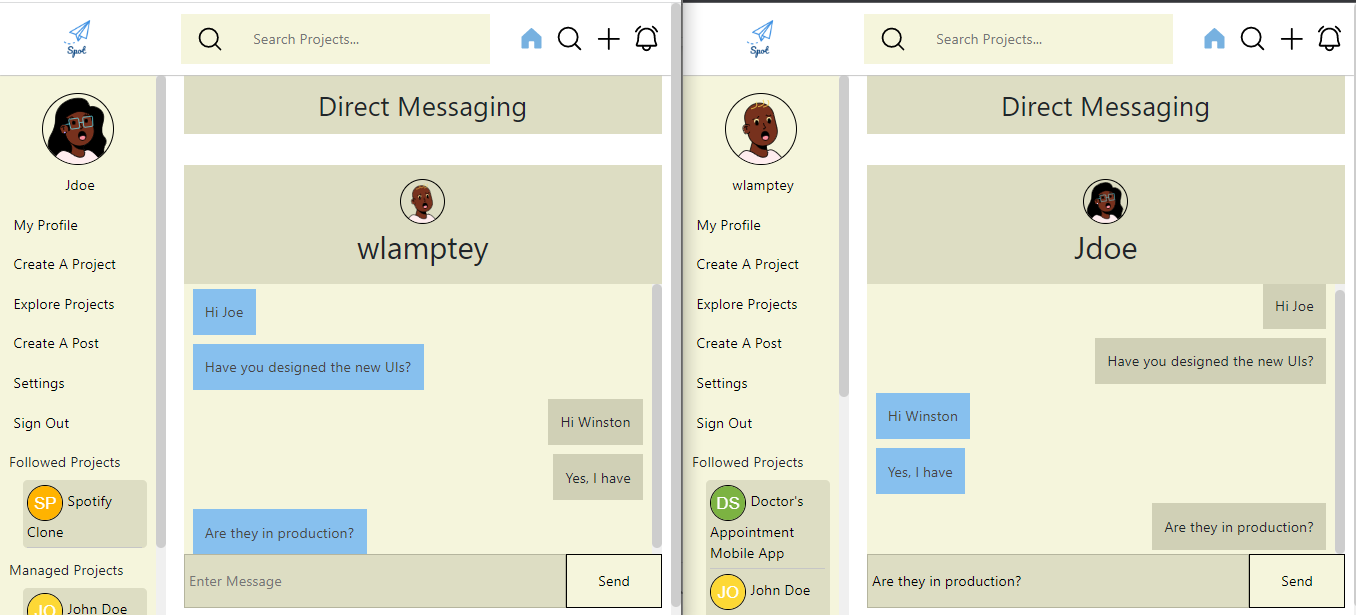 Spot
Search Projects...
Direct Messaging
Jdoe
My Profile
Create A Project
Explore Projects
Create A Post
Settings
Sign Out
Followed Projects
SP Spotify
Clone
Managed Projects
JO John Doe
wlamptey
Hi Joe
Have you designed the new UIs?
Hi Winston
Yes, I have
Are they in production?
Enter Message
Send
Spot
Search Projects...
Direct Messaging
wlamptey
My Profile
Create A Project
Explore Projects
Create A Post
Settings
Sign Out
Followed Projects
DS Doctor's
Appointment
Mobile App
JO John Doe
Jdoe
Hi Joe
Have you designed the new UIs?
Hi Winston
Yes, I have
Are they in production?
Are they in production?
Send